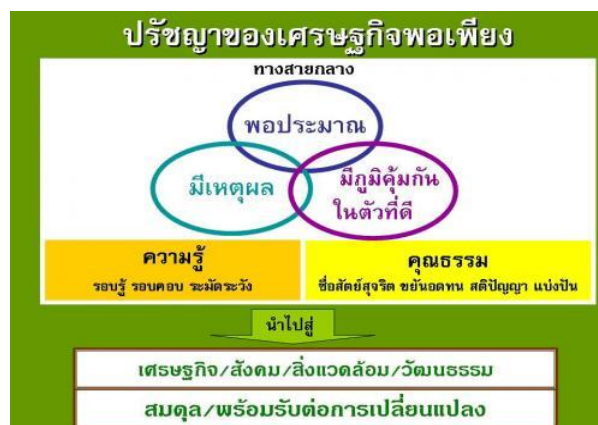 ปรัชญาของเศรษฐกิจพอเพียง
ทางสายกลาง
พอประมาณ
มีเหตุผล
มีภูมิคุ้มกัน
ในตัวที่ดี
ความรู้
รอบรู้ รอบคอบ ระมัดระวัง
คุณธรรม
ซื่อสัตย์สุจริต ขยันอดทน สติปัญญา แบ่งปัน
นำไปสู่
เศรษฐกิจ/สังคม/สิ่งแวดล้อม/วัฒนธรรม
สมดุล/พร้อมรับต่อการเปลี่ยนแปลง